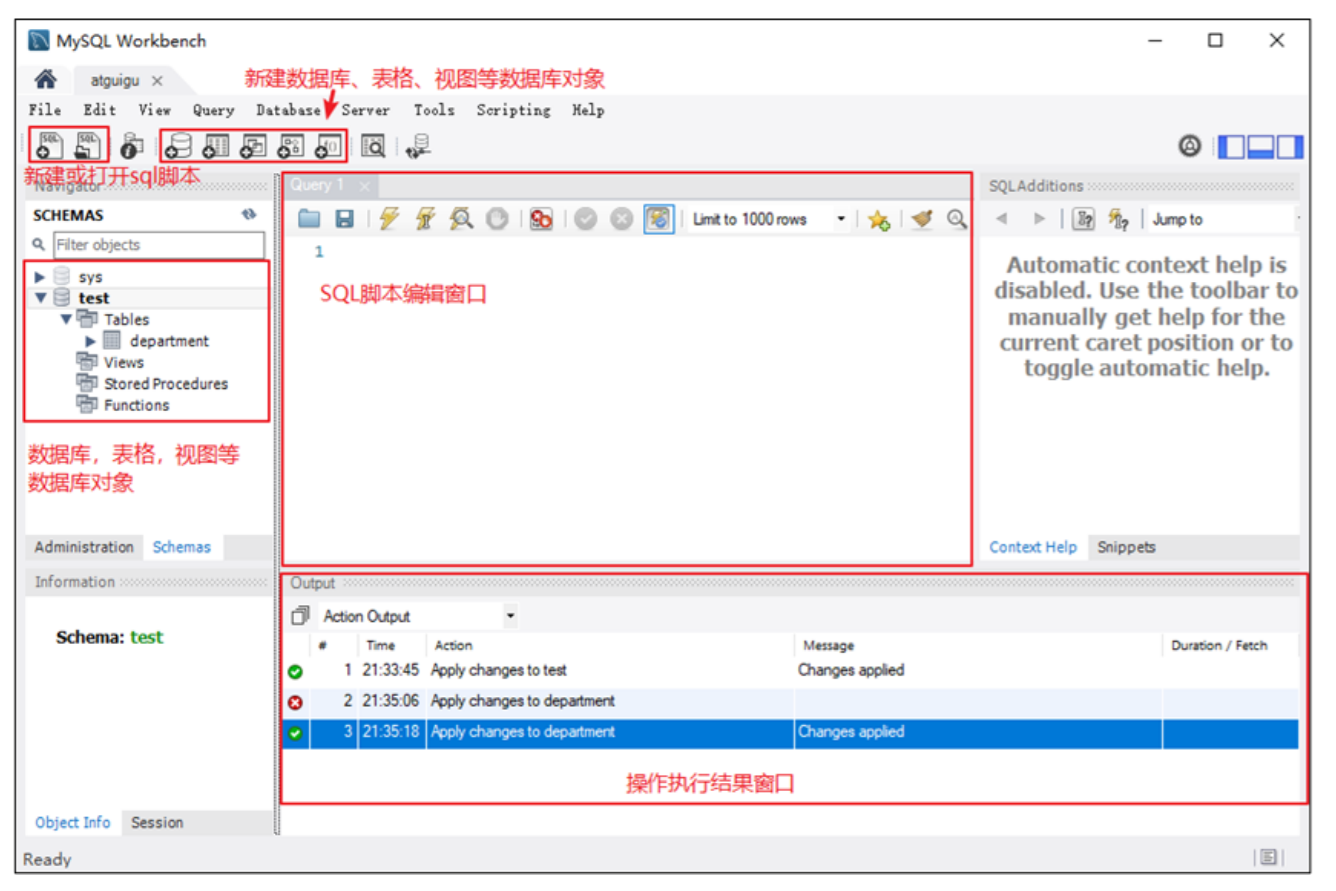 MySQL Workbench
atguigu
新建数据库、表格、视图等数据库对象
File Edit View Query Database Server Tools Scripting Help
新建或打开sql脚本
Navigator
SCHEMAS
Filter objects
sys
test
Tables
department
Views
Stored Procedures
Functions
数据库，表格，视图等
数据库对象
Administration Schemas
Query 1
Limit to 1000 rows
1
SQL脚本编辑窗口
SQLAdditions
Jump to
Automatic context help is
disabled. Use the toolbar to
manually get help for the
current caret position or to
toggle automatic help.
Context Help Snippets
Information
Schema: test
Object Info Session
Output
Action Output
# Time Action Message Duration / Fetch
1 21:33:45 Apply changes to test Changes applied
2 21:35:06 Apply changes to department
3 21:35:18 Apply changes to department Changes applied
操作执行结果窗口
Ready